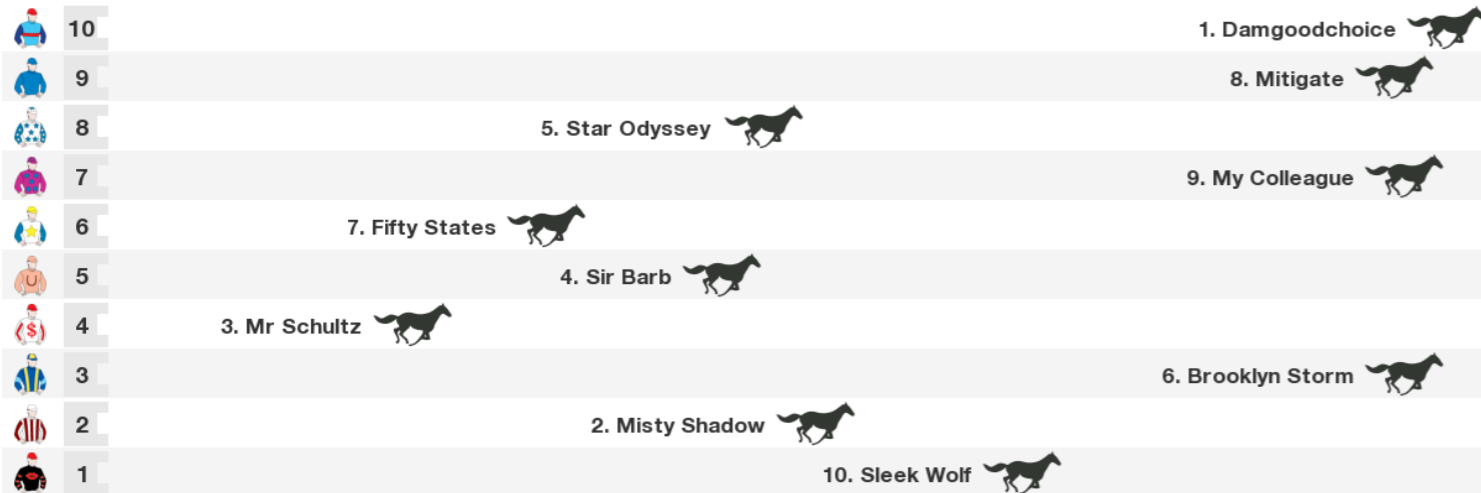 10 1. Damgoodchoice
9 8. Mitigate
8 5. Star Odyssey
7 9. My Colleague
6 7. Fifty States
5 4. Sir Barb
$ 4 3. Mr Schultz
3 6. Brooklyn Storm
2 2. Misty Shadow
1 10. Sleek Wolf